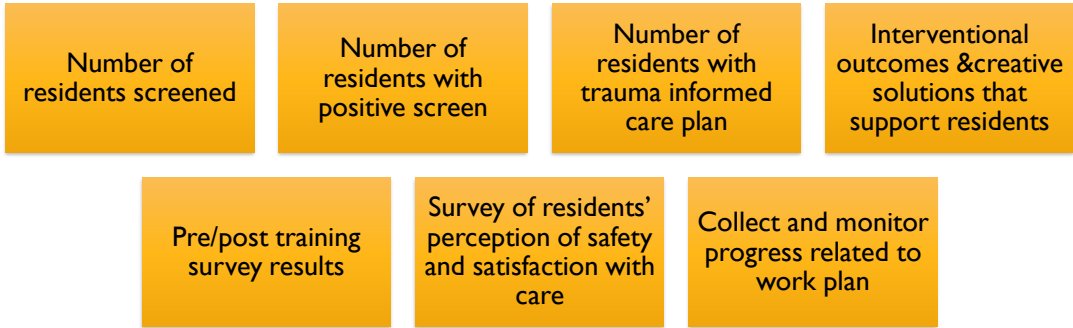 Number of
residents screened
Number of
residents with
positive screen
Number of
residents with
trauma informed
care plan
Interventional
outcomes &creative
solutions that
support residents
Pre/post training
survey results
Survey of residents’
perception of safety
and satisfaction with
care
Collect and monitor
progress related to
work plan